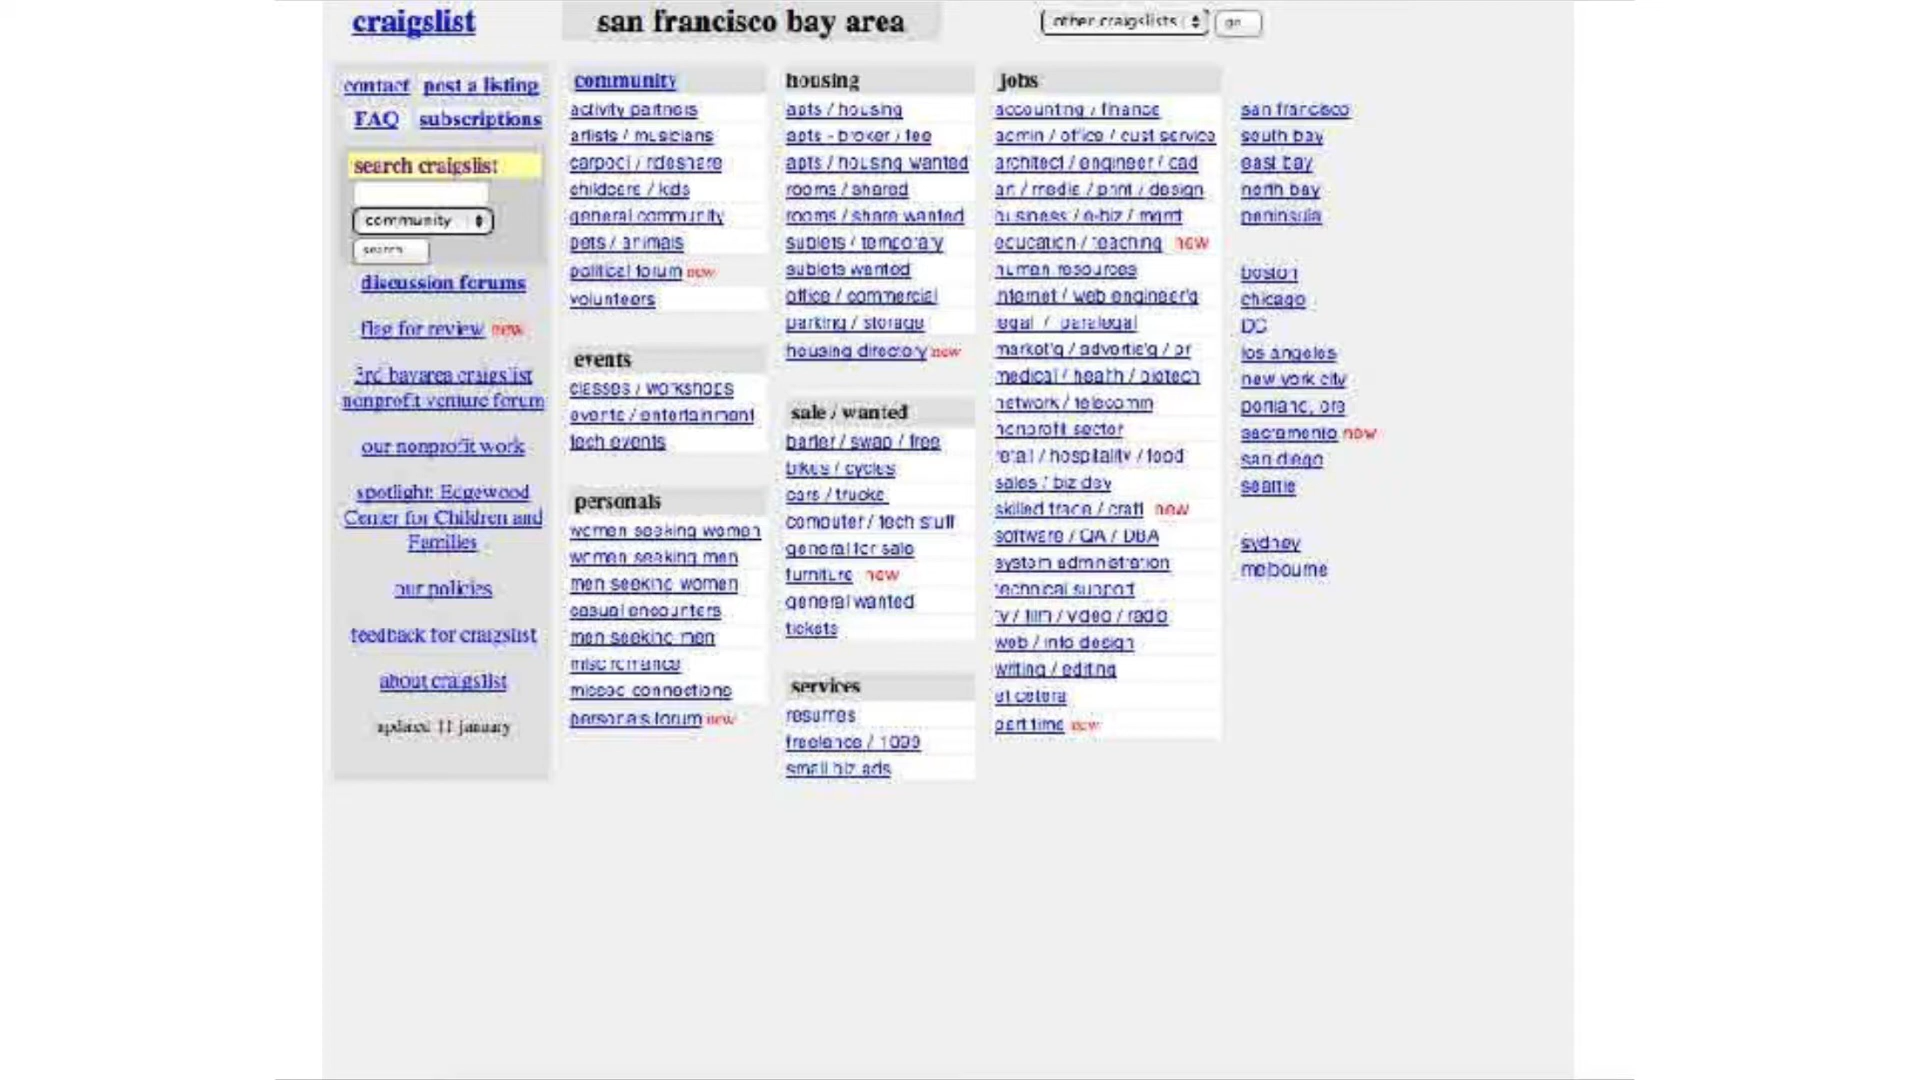 craigslist
san francisco bay area
other craigslists
go
contact post a listing
FAQ subscriptions
search craigslist
community
search
discussion forums
flag for review new
3rd bayarea craigslist
nonprofit venture forum
our nonprofit work
spotlight: Edgewood
Center for Children and
Families
our policies
feedback for craigslist
about craigslist
updated 11 january
community
activity partners
artists / musicians
carpool / rideshare
childcare / kids
general community
pets / animals
political forum new
volunteers
events
classes / workshops
events / entertainment
tech events
personals
women seeking women
women seeking men
men seeking women
casual encounters
men seeking men
misc romance
missed connections
personals forum new
housing
apts / housing
apts - broker / fee
apts / housing wanted
rooms / shared
rooms / share wanted
sublets / temporary
sublets wanted
office / commercial
parking / storage
housing directory new
sale / wanted
barter / swap / free
bikes / cycles
cars / trucks
computer / tech stuff
general for sale
furniture new
general wanted
tickets
services
resumes
freelance / 1099
small biz ads
jobs
accounting / finance
admin / office / cust service
architect / engineer / cad
art / media / print / design
business / e-biz / mgmt
education / teaching new
human resources
internet / web engineer'g
legal / paralegal
market'g / advertis'g / pr
medical / health / biotech
network / telecomm
nonprofit sector
retail / hospitality / food
sales / biz dev
skilled trade / craft new
software / QA / DBA
system administration
technical support
tv / film / video / radio
web / info design
writing / editing
et cetera
part time new
san francisco
south bay
east bay
north bay
peninsula
boston
chicago
DC
los angeles
new york city
portland, ore
sacramento new
san diego
seattle
sydney
melbourne